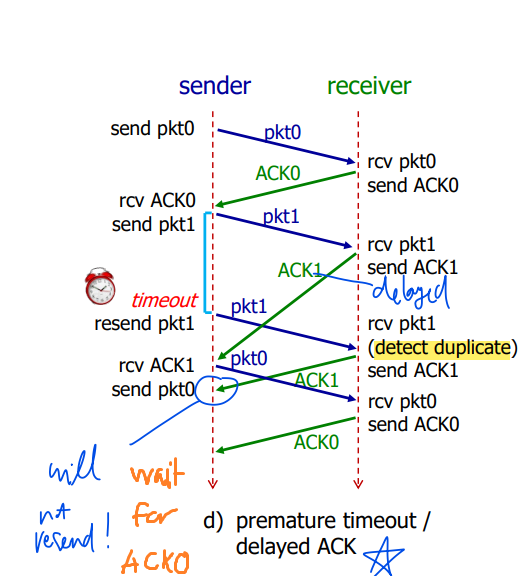 sender receiver
send pkt0
pkt0
rcv pkt0
send ACK0
ACK0
rcv ACK0
send pkt1
pkt1
rcv pkt1
send ACK1
ACK1
delayed
timeout
resend pkt1
pkt1
rcv pkt1
(detect duplicate)
send ACK1
rcv ACK1
send pkt0
pkt0
ACK1
rcv pkt0
send ACK0
ACK0
will
not
resend!
wait
for
ACK0
d) premature timeout /
delayed ACK